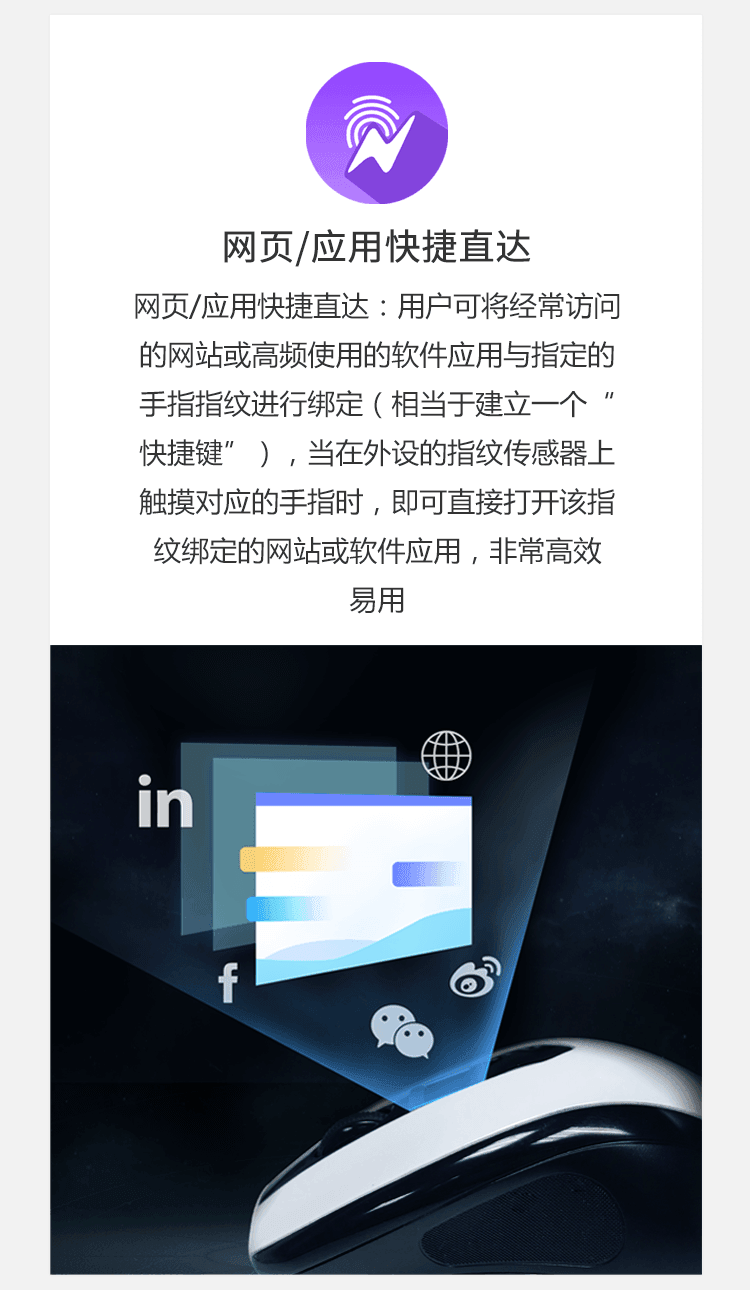 网页/应用快捷直达
网页/应用快捷直达：用户可将经常访问
的网站或高频使用的软件应用与指定的
手指指纹进行绑定（相当于建立一个“
快捷键” ），当在外设的指纹传感器上
触摸对应的手指时，即可直接打开该指
纹绑定的网站或软件应用，非常高效
易用
in
f